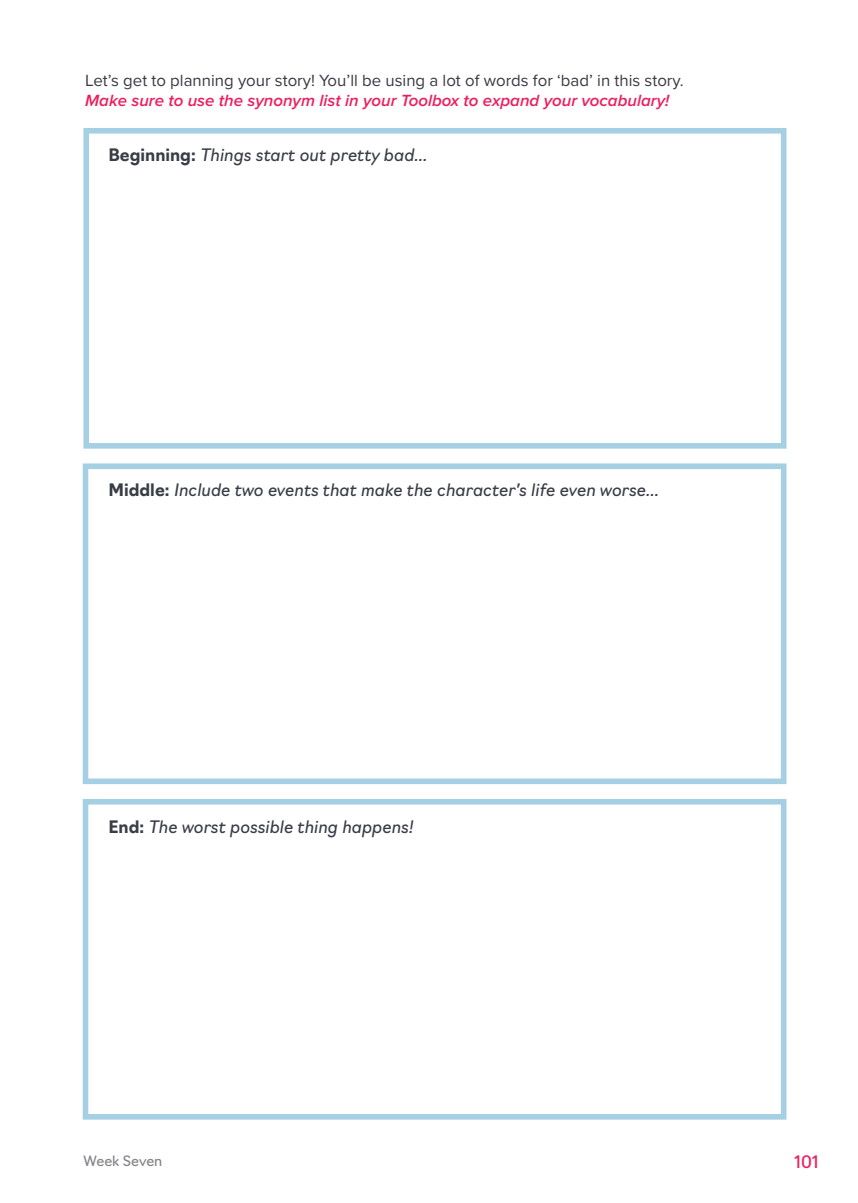 Let’s get to planning your story! You’ll be using a lot of words for ‘bad’ in this story.
Make sure to use the synonym list in your Toolbox to expand your vocabulary!
Beginning: Things start out pretty bad...
Middle: Include two events that make the character’s life even worse...
End: The worst possible thing happens!
Week Seven
101